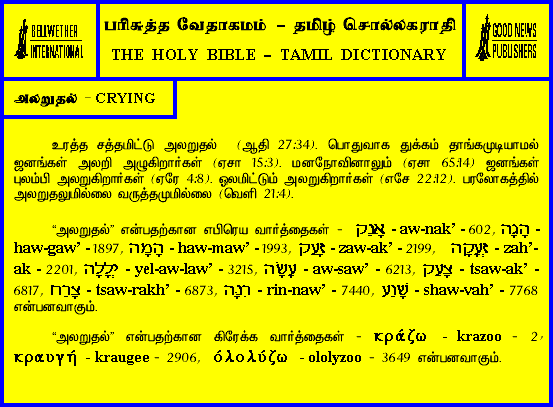 BELLWETHER
INTERNATIONAL
பரிசுத்த வேதாகமம் - தமிழ் சொல்லகராதி
THE HOLY BIBLE - TAMIL DICTIONARY
GOOD NEWS
PUBLISHERS
அலறுதல் - CRYING
உரத்த சத்தமிட்டு அலறுதல் (ஆதி 27:34). பொதுவாக துக்கம் தாங்கமுடியாமல்
ஜனங்கள் அலறி அழுகிறார்கள் (ஏசா 15:3). மனநோவினாலும் (ஏசா 65:14) ஜனங்கள்
புலம்பி அலறுகிறார்கள் (ஏரே 4:8). ஓலமிட்டும் அலறுகிறார்கள் (எசே 22:12). பரலோகத்தில்
அலறுதலுமில்லை வருத்தமுமில்லை (வெளி 21:4).
“அலறுதல்” என்பதற்கான எபிரெய வார்த்தைகள் - אָנַק - aw-nak’ - 602, הָגָה -
haw-gaw’ -1897, הָמָה - haw-maw’ -1993, זָעַק - zaw-ak’ - 2199, זְעָקָה - zah’-
ak - 2201, יְלָלָה - yel-aw-law’ - 3215, עָשָׂה - aw-saw’ - 6213, צָעַק - tsaw-ak’ -
6817, צָרַח - tsaw-rakh’ - 6873, רִנָּה - rin-naw’ - 7440, שָׁוַע - shaw-vah’ - 7768
என்பனவாகும்.
“அலறுதல்” என்பதற்கான கிரேக்க வார்த்தைகள் - κράζω - krazoo - 2,
κραυγή - kraugee - 2906, ὀλολύζω - ololyzoo - 3649 என்பனவாகும்.